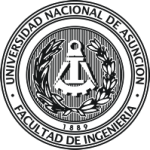 UNIVERSIDAD NACIONAL DE ASUNCION
1889
FACULTAD DE INGENIERIA